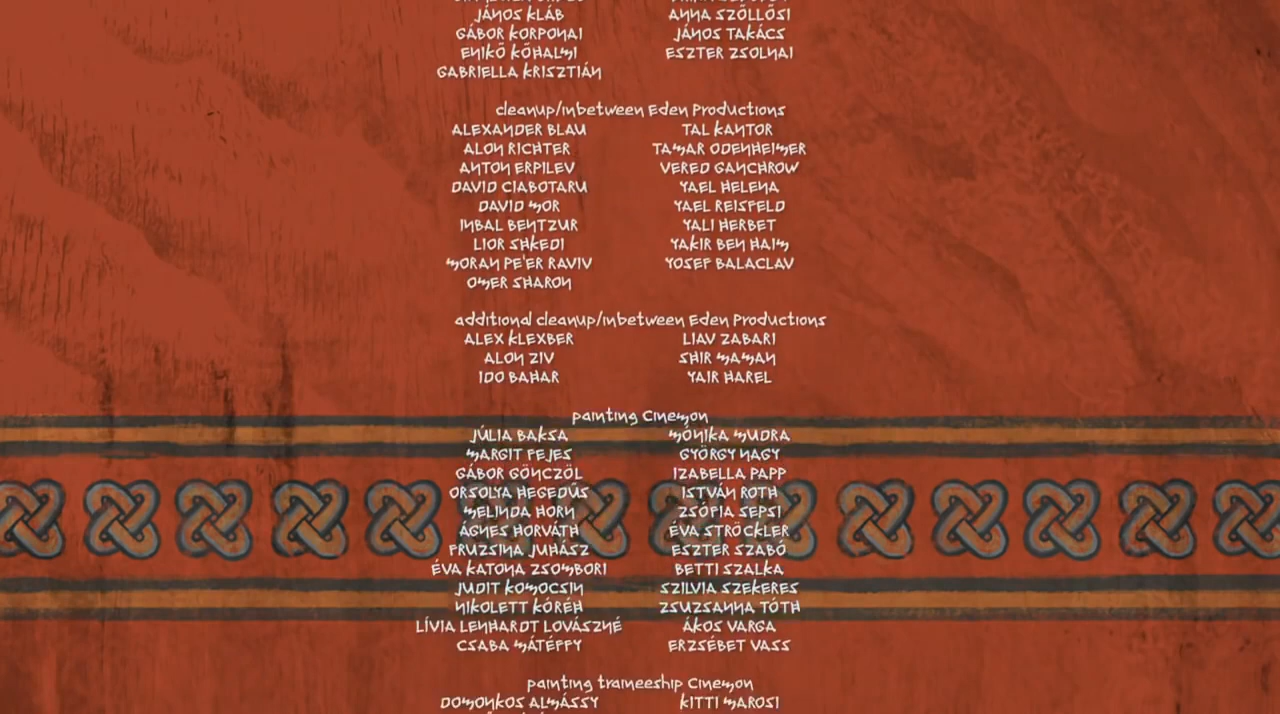 JÁNOS KLÁB ANNA SZÖLLŐSI
GÁBOR KORPONAI JÁNOS TAKÁCS
ENIKŐ KŐHALMI ESZTER ZSOLNAI
GABRIELLA KRISZTIÁN
cleanup/inbetween Eden Productions
ALEXANDER BLAU TAL KANTOR
ALON RICHTER TAMAR ODENHEIMER
ANTON ERPILEV VERED GANCHROW
DAVID CIABOTARU YAEL HELENA
DAVID MOR YAEL REISFELD
INBAL BENTZUR YALI HERBET
LIOR SHKEDI YAKIR BEN HAIM
MORAN PE'ER RAVIV YOSEF BALACLAV
OMER SHARON
additional cleanup/inbetween Eden Productions
ALEX KLEXBER LIAV ZABARI
ALON ZIV SHIR MAMAN
IDO BAHAR YAIR HAREL
painting Cinemon
JÚLIA BAKSA MÓNIKA MUDRA
MARGIT FEJES GYÖRGY NAGY
GÁBOR GÖNCZÖL IZABELLA PAPP
ORSOLYA HEGEDŰS ISTVÁN ROTH
MELINDA HORN ZSÓFIA SEPSI
ÁGNES HORVÁTH ÉVA STRÖCKLER
FRUZSINA JUHÁSZ ESZTER SZABÓ
ÉVA KATONA ZSOMBORI BETTI SZALKA
JUDIT KOMOCSIN SZILVIA SZEKERES
NIKOLETT KÓRÉH ZSUZSANNA TÓTH
LÍVIA LENHARDT LOVÁSZNÉ ÁKOS VARGA
CSABA MÁTÉFFY ERZSÉBET VASS
painting traineeship Cinemon
DOMONKOS ALMÁSSY KITTI MAROSI